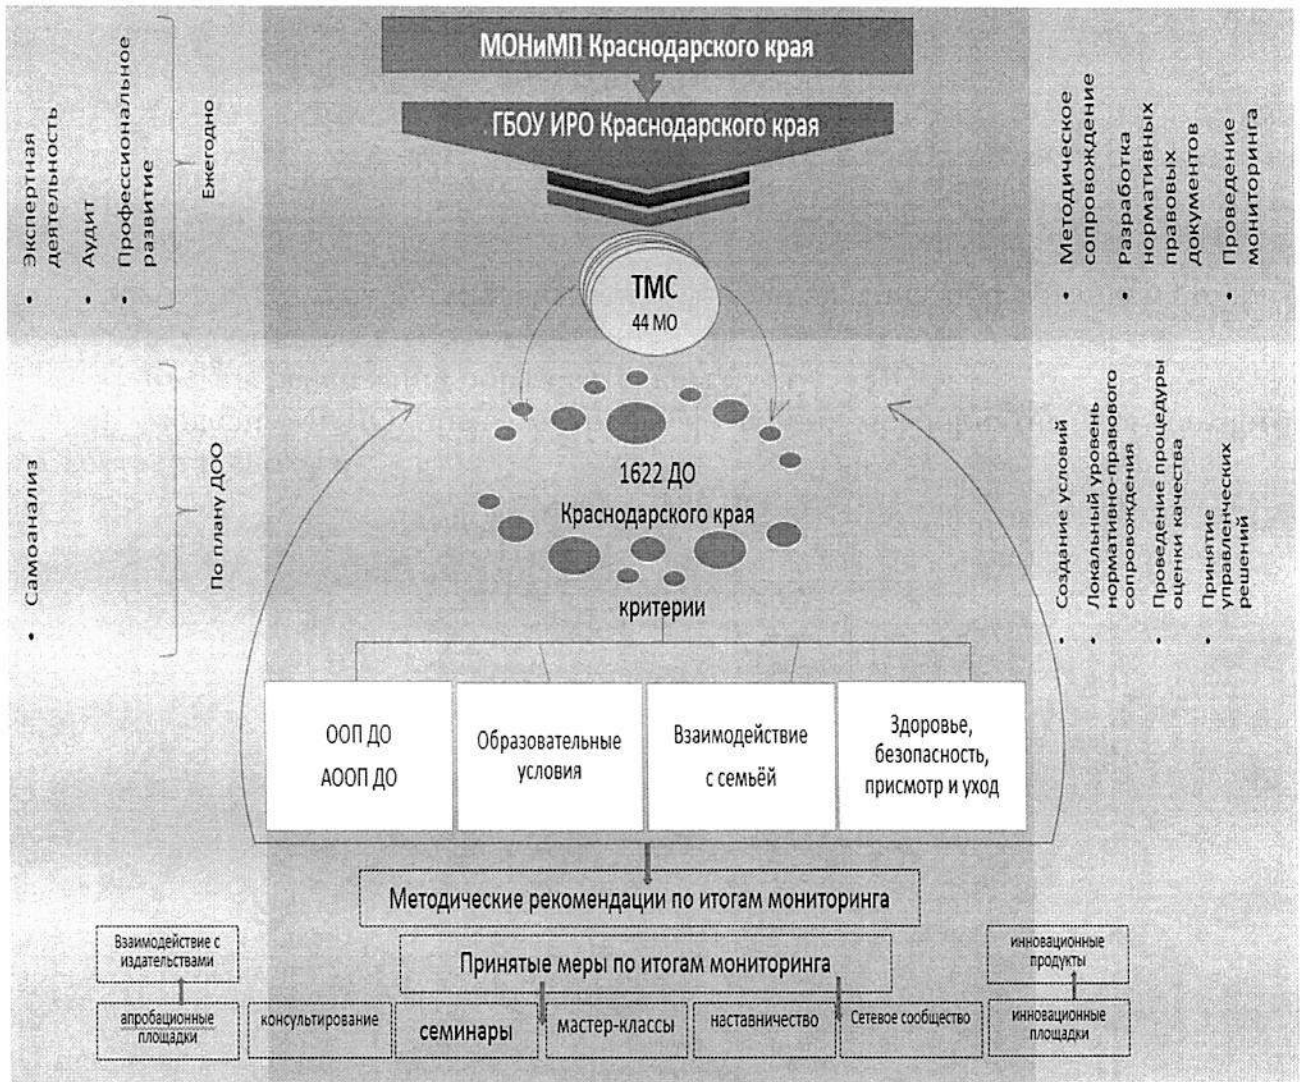 МОНиМП Краснодарского края
ГБОУ ИРО Краснодарского края
• Экспертная
деятельность
• Аудит
• Профессиональное
развитие
Ежегодно
ТМС
44 МО
• Методическое
сопровождение
• Разработка
нормативных
правовых
документов
• Проведение
мониторинга
• Самоанализ
По плану ДОО
1622 ДО
Краснодарского края
критерии
• Создание условий
• Локальный уровень
нормативно-правового
сопровождения
• Проведение процедуры
оценки качества
• Принятие
управленческих
решений
ООП ДО
АООП ДО
Образовательные
условия
Взаимодействие
с семьёй
Здоровье,
безопасность,
присмотр и уход
Методические рекомендации по итогам мониторинга
Взаимодействие с
издательствами
Принятые меры по итогам мониторинга
инновационные
продукты
апробационные
площадки
консультирование
семинары
мастер-классы
наставничество
Сетевое сообщество
инновационные
площадки